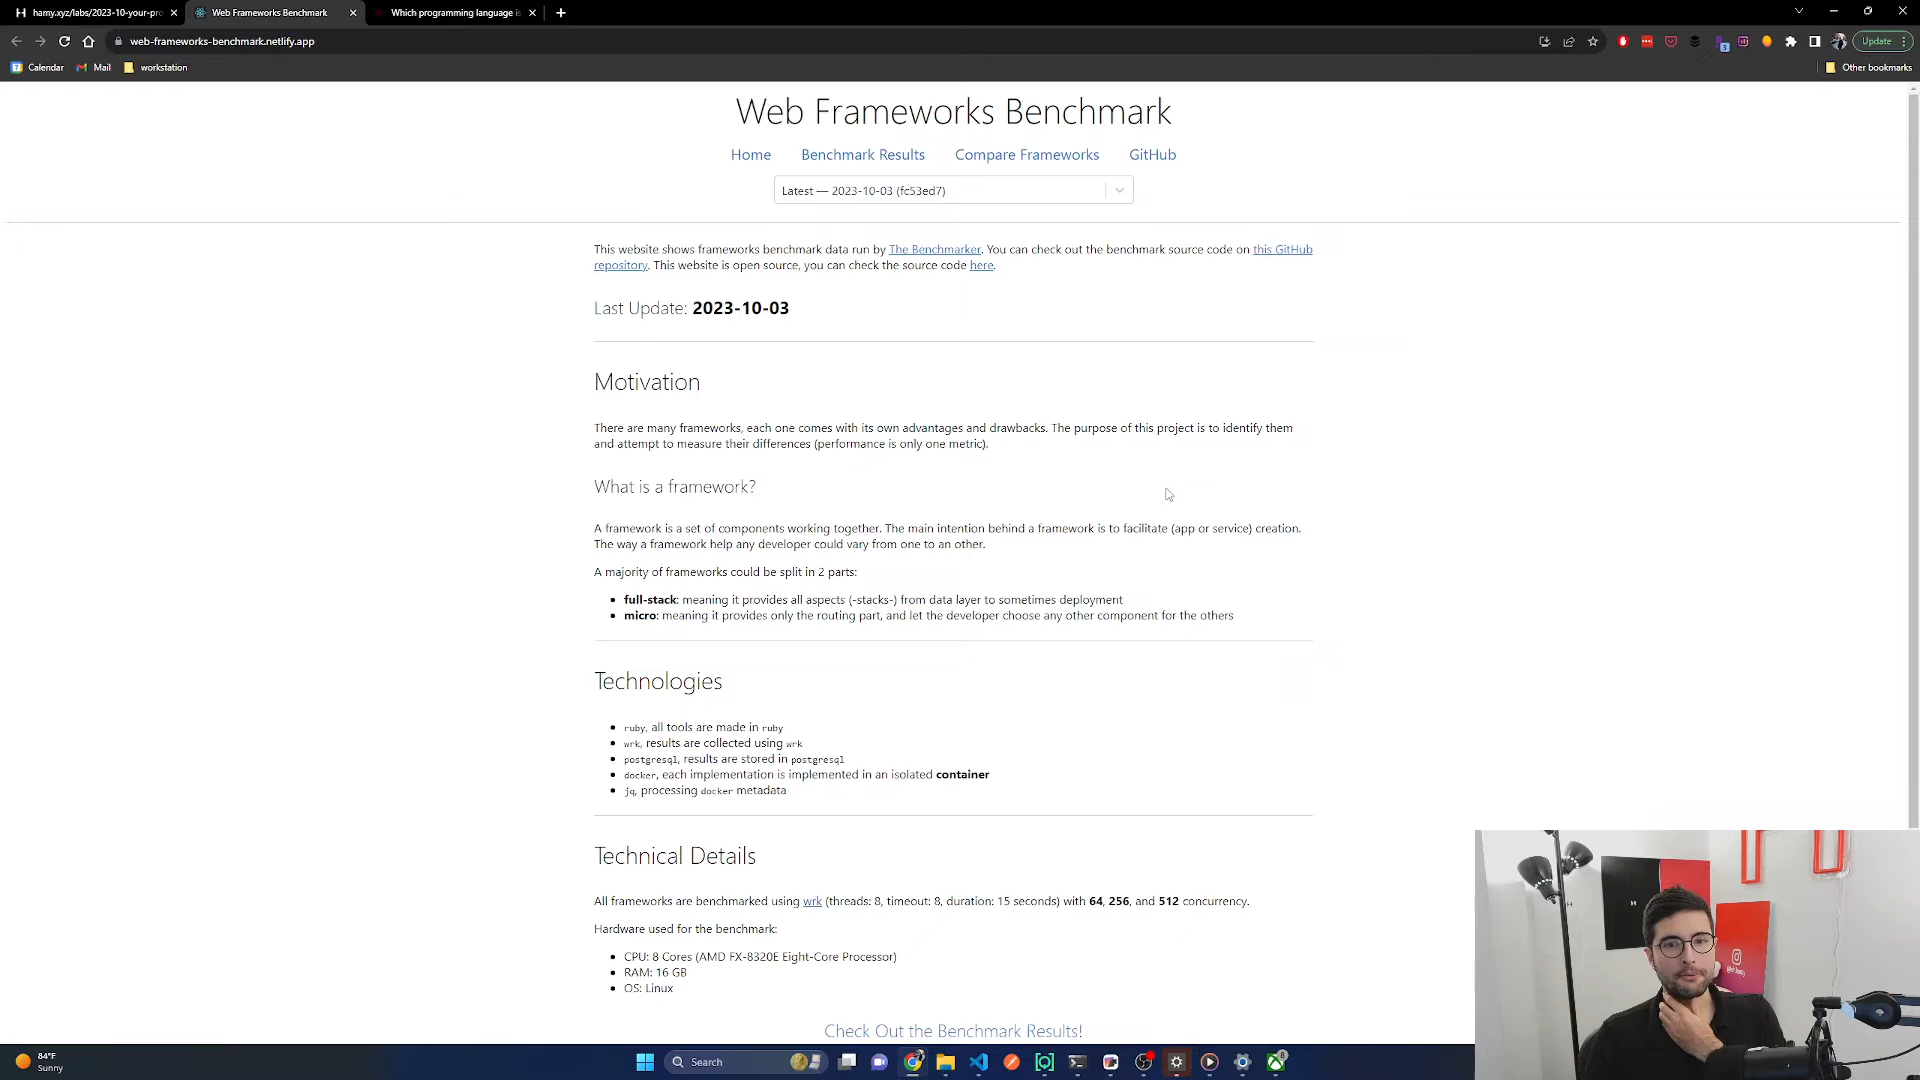 hamy.xyz/labs/2023-10-your-pro
Web Frameworks Benchmark
Which programming language is
web-frameworks-benchmark.netlify.app
Update
Calendar
Mail
workstation
Other bookmarks
Web Frameworks Benchmark
Home
Benchmark Results
Compare Frameworks
GitHub
Latest — 2023-10-03 (fc53ed7)
This website shows frameworks benchmark data run by The Benchmarker. You can check out the benchmark source code on this GitHub
repository. This website is open source, you can check the source code here.
Last Update: 2023-10-03
Motivation
There are many frameworks, each one comes with its own advantages and drawbacks. The purpose of this project is to identify them
and attempt to measure their differences (performance is only one metric).
What is a framework?
A framework is a set of components working together. The main intention behind a framework is to facilitate (app or service) creation.
The way a framework help any developer could vary from one to an other.
A majority of frameworks could be split in 2 parts:
full-stack: meaning it provides all aspects (-stacks-) from data layer to sometimes deployment
micro: meaning it provides only the routing part, and let the developer choose any other component for the others
Technologies
ruby, all tools are made in ruby
wrk, results are collected using wrk
postgresql, results are stored in postgresql
docker, each implementation is implemented in an isolated container
jq, processing docker metadata
Technical Details
All frameworks are benchmarked using wrk (threads: 8, timeout: 8, duration: 15 seconds) with 64, 256, and 512 concurrency.
Hardware used for the benchmark:
CPU: 8 Cores (AMD FX-8320E Eight-Core Processor)
RAM: 16 GB
OS: Linux
Check Out the Benchmark Results!
84°F
Sunny
Search